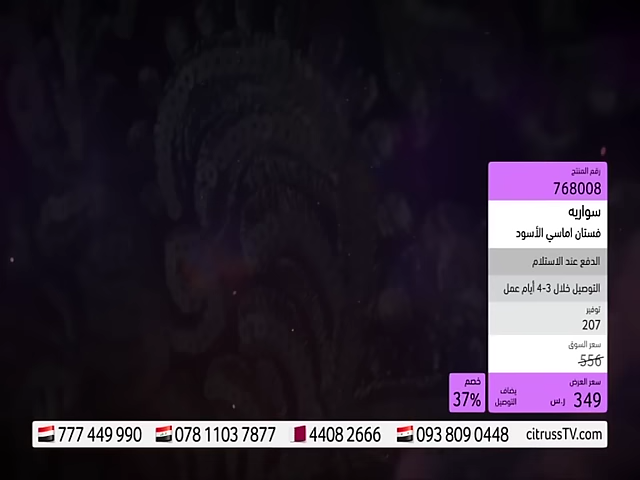 رقم المنتج
768008
سواريه
فستان اماسي الأسود
الدفع عند الاستلام
التوصيل خلال 3-4 أيام عمل
توفير
207
سعر السوق
556
سعر العرض
349 ر.س
يضاف التوصيل
خصم
37%
777 449 990 078 1103 7877 4408 2666 093 809 0448 citrussTV.com